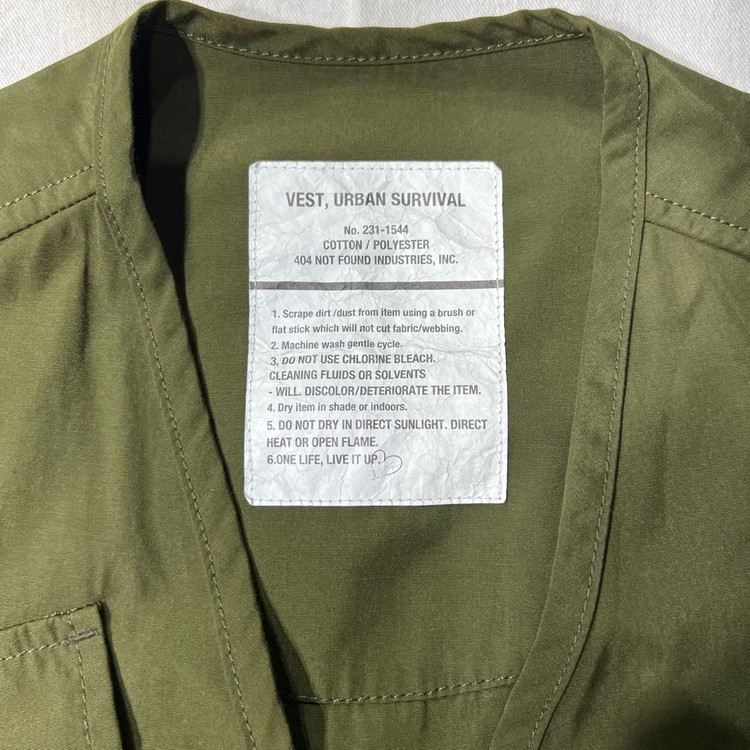 VEST, URBAN SURVIVAL
No. 231-1544
COTTON / POLYESTER
404 NOT FOUND INDUSTRIES, INC.
1. Scrape dirt /dust from item using a brush or
flat stick which will not cut fabric/webbing.
2. Machine wash gentle cycle.
3. DO NOT USE CHLORINE BLEACH.
CLEANING FLUIDS OR SOLVENTS
- WILL. DISCOLOR/DETERIORATE THE ITEM.
4. Dry item in shade or indoors.
5. DO NOT DRY IN DIRECT SUNLIGHT. DIRECT
HEAT OR OPEN FLAME.
6.ONE LIFE, LIVE IT UP.